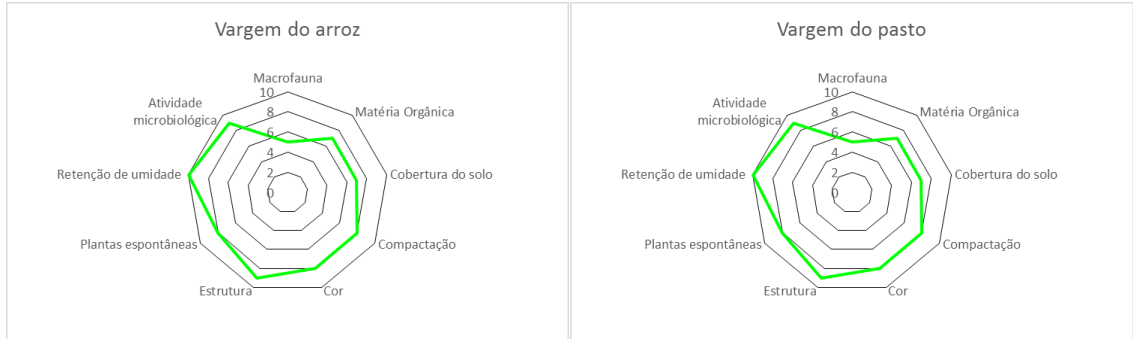 Vargem do arroz
Macrofauna
Atividade
microbiológica
Matéria Orgânica
Retenção de umidade
Cobertura do solo
Plantas espontâneas
Compactação
Estrutura
Cor
10
8
6
4
2
0
Vargem do pasto
Macrofauna
Atividade
microbiológica
Matéria Orgânica
Retenção de umidade
Cobertura do solo
Plantas espontâneas
Compactação
Estrutura
Cor
10
8
6
4
2
0